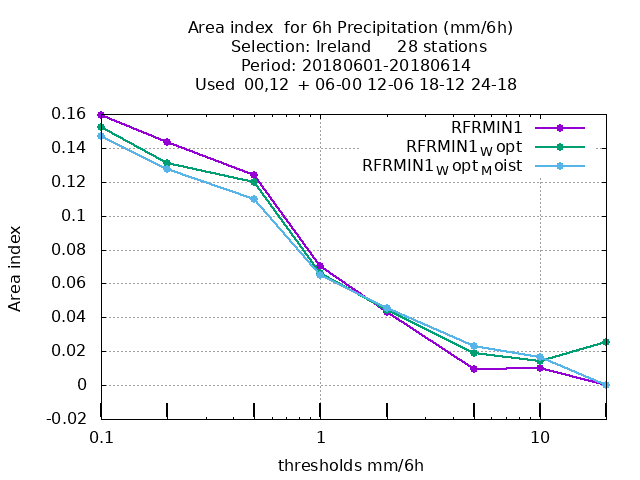 Area index  for 6h Precipitation (mm/6h)
Selection: Ireland     28 stations
Period: 20180601-20180614
Used  00,12  + 06-00 12-06 18-12 24-18
RFRMIN1
RFRMIN1W opt
RFRMIN1W optMoist
0.16
0.14
0.12
0.1
0.08
0.06
0.04
0.02
0
-0.02
Area index
0.1 1 10
thresholds mm/6h